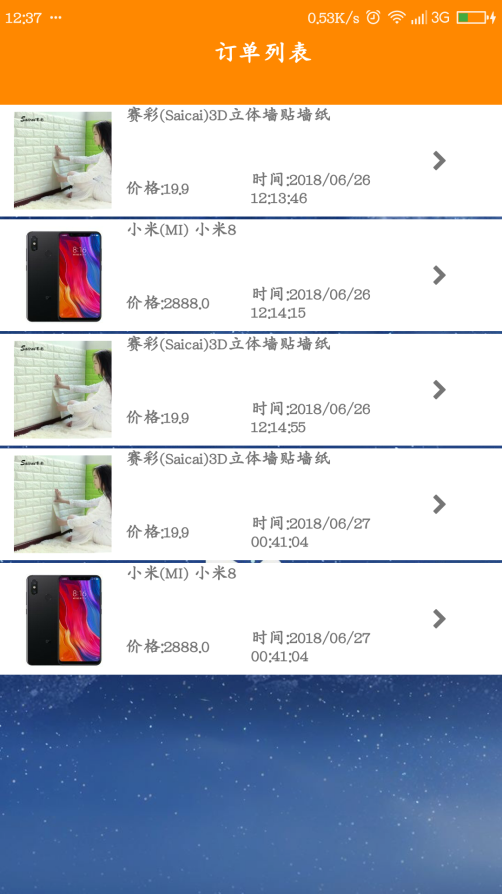 12:37 ... 0.53K/s 3G
订单列表
赛彩(Saicai)3D立体墙贴墙纸
价格:19.9
时间:2018/06/26
12:13:46
小米(MI) 小米8
8:16
价格:2888.0
时间:2018/06/26
12:14:15
赛彩(Saicai)3D立体墙贴墙纸
价格:19.9
时间:2018/06/26
12:14:55
赛彩(Saicai)3D立体墙贴墙纸
价格:19.9
时间:2018/06/27
00:41:04
小米(MI) 小米8
8:16
价格:2888.0
时间:2018/06/27
00:41:04